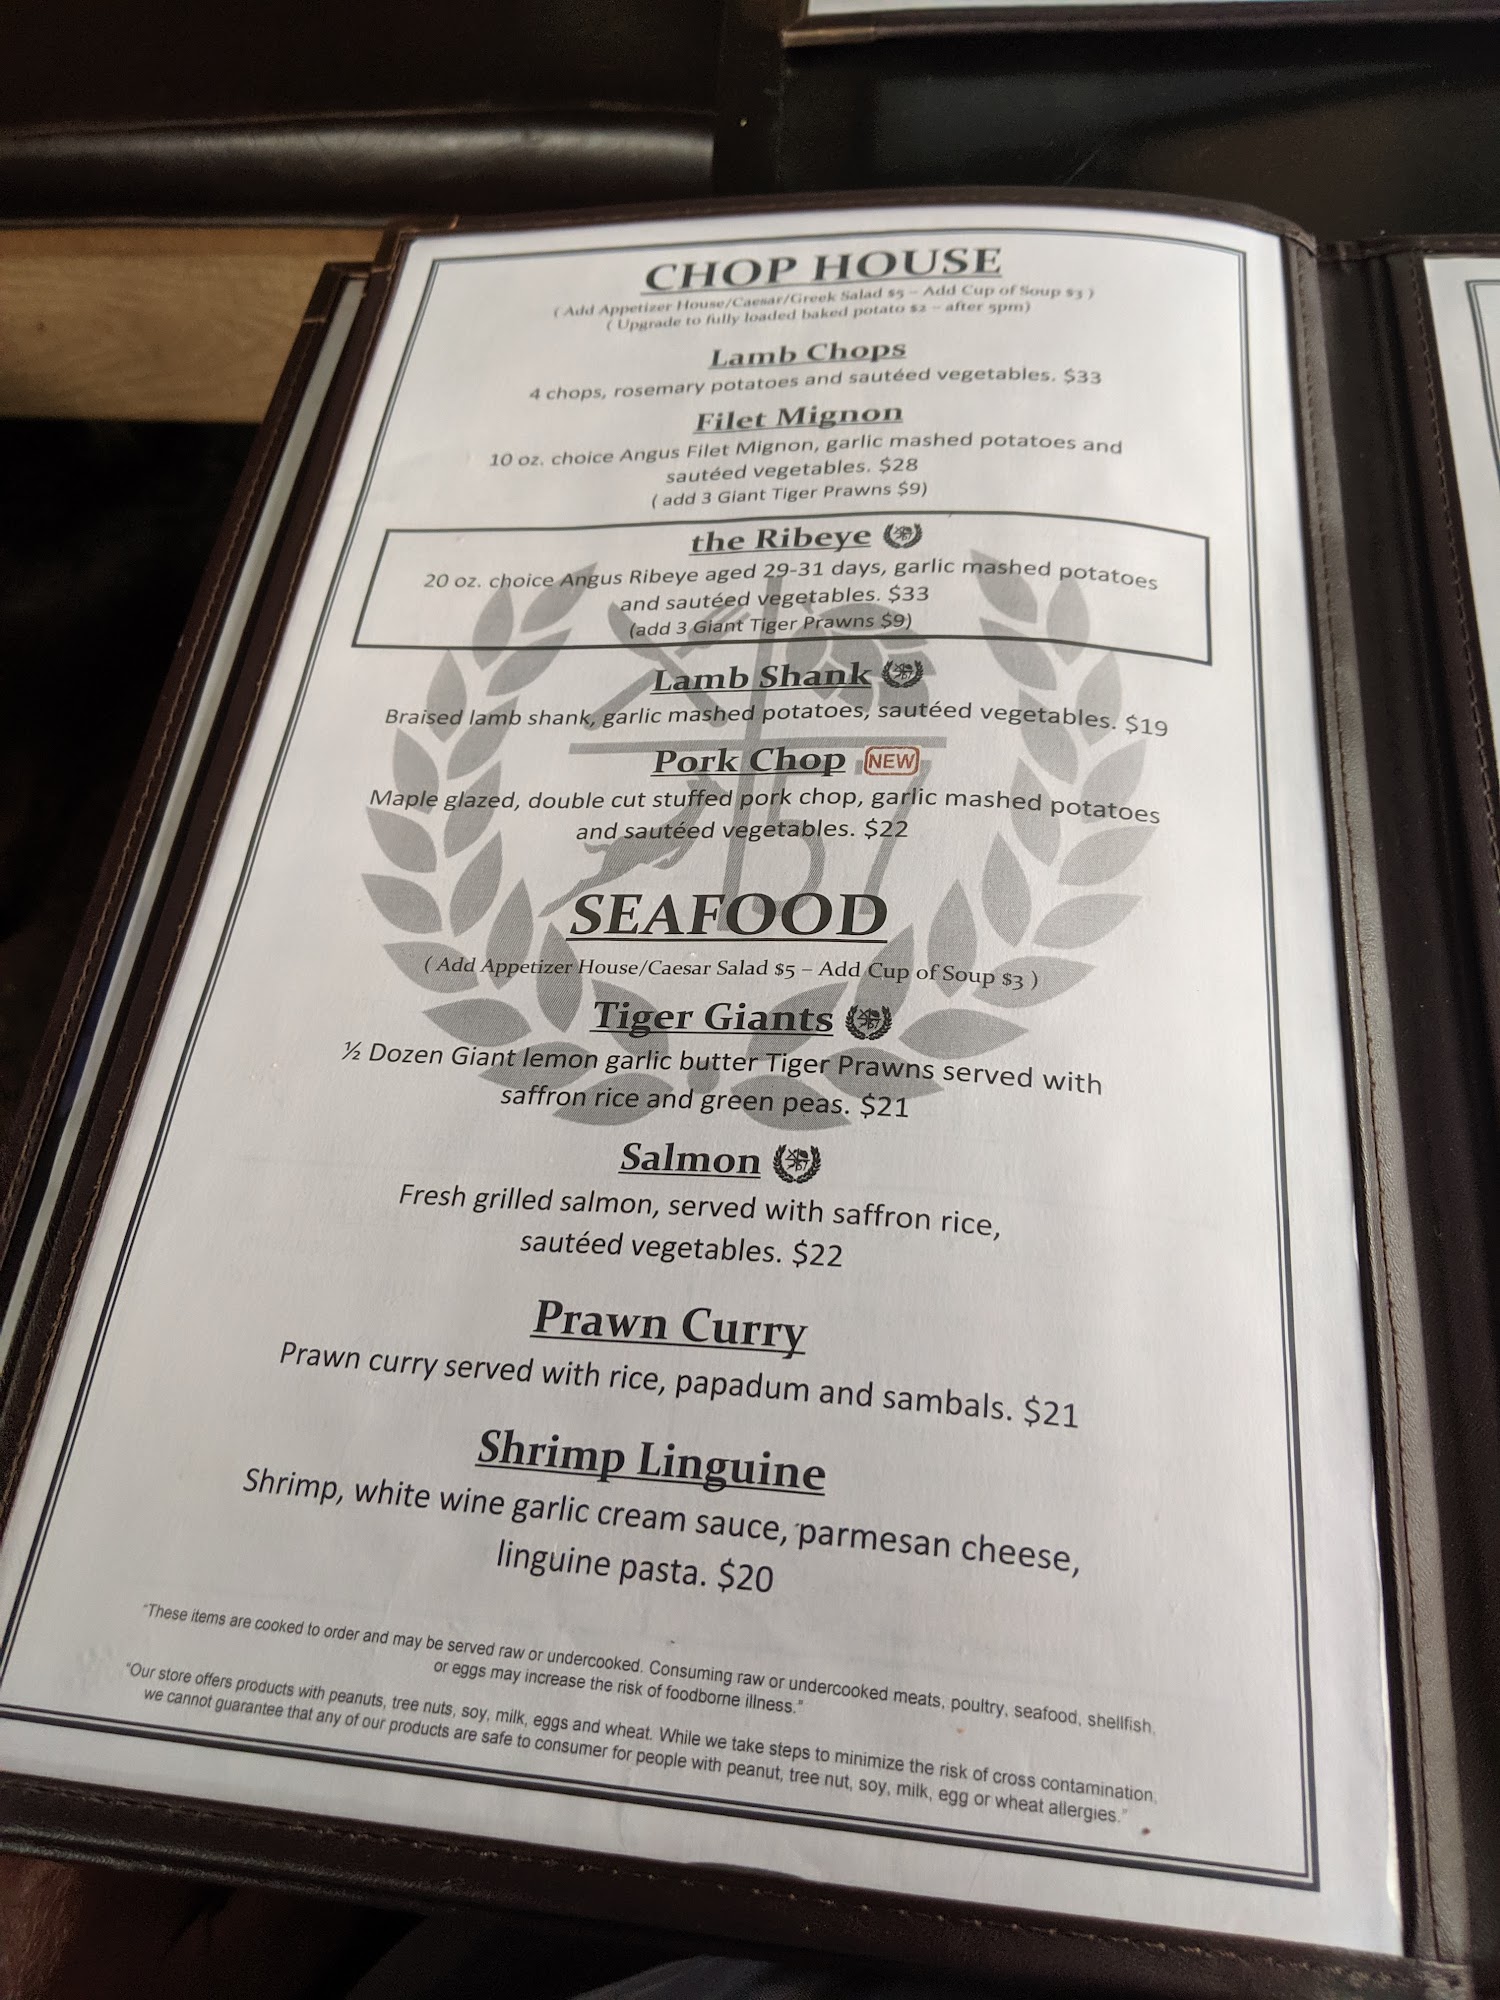 CHOP HOUSE
( Add Appetizer House/Caesar/Greek Salad $5 – Add Cup of Soup $3 )
( Upgrade to fully loaded baked potato $2 – after 5pm)
Lamb Chops
4 chops, rosemary potatoes and sautéed vegetables. $33
Filet Mignon
10 oz. choice Angus Filet Mignon, garlic mashed potatoes and
sautéed vegetables. $28
( add 3 Giant Tiger Prawns $9)
the Ribeye
20 oz. choice Angus Ribeye aged 29-31 days, garlic mashed potatoes
and sautéed vegetables. $33
(add 3 Giant Tiger Prawns $9)
Lamb Shank
Braised lamb shank, garlic mashed potatoes, sautéed vegetables. $19
Pork Chop NEW
Maple glazed, double cut stuffed pork chop, garlic mashed potatoes
and sautéed vegetables. $22
SEAFOOD
( Add Appetizer House/Caesar Salad $5 – Add Cup of Soup $3 )
Tiger Giants
½ Dozen Giant lemon garlic butter Tiger Prawns served with
saffron rice and green peas. $21
Salmon
Fresh grilled salmon, served with saffron rice,
sautéed vegetables. $22
Prawn Curry
Prawn curry served with rice, papadum and sambals. $21
Shrimp Linguine
Shrimp, white wine garlic cream sauce, parmesan cheese,
linguine pasta. $20
"These items are cooked to order and may be served raw or undercooked. Consuming raw or undercooked meats, poultry, seafood, shellfish,
or eggs may increase the risk of foodborne illness."
"Our store offers products with peanuts, tree nuts, soy, milk, eggs and wheat. While we take steps to minimize the risk of cross contamination,
we cannot guarantee that any of our products are safe to consumer for people with peanut, tree nut, soy, milk, egg or wheat allergies."